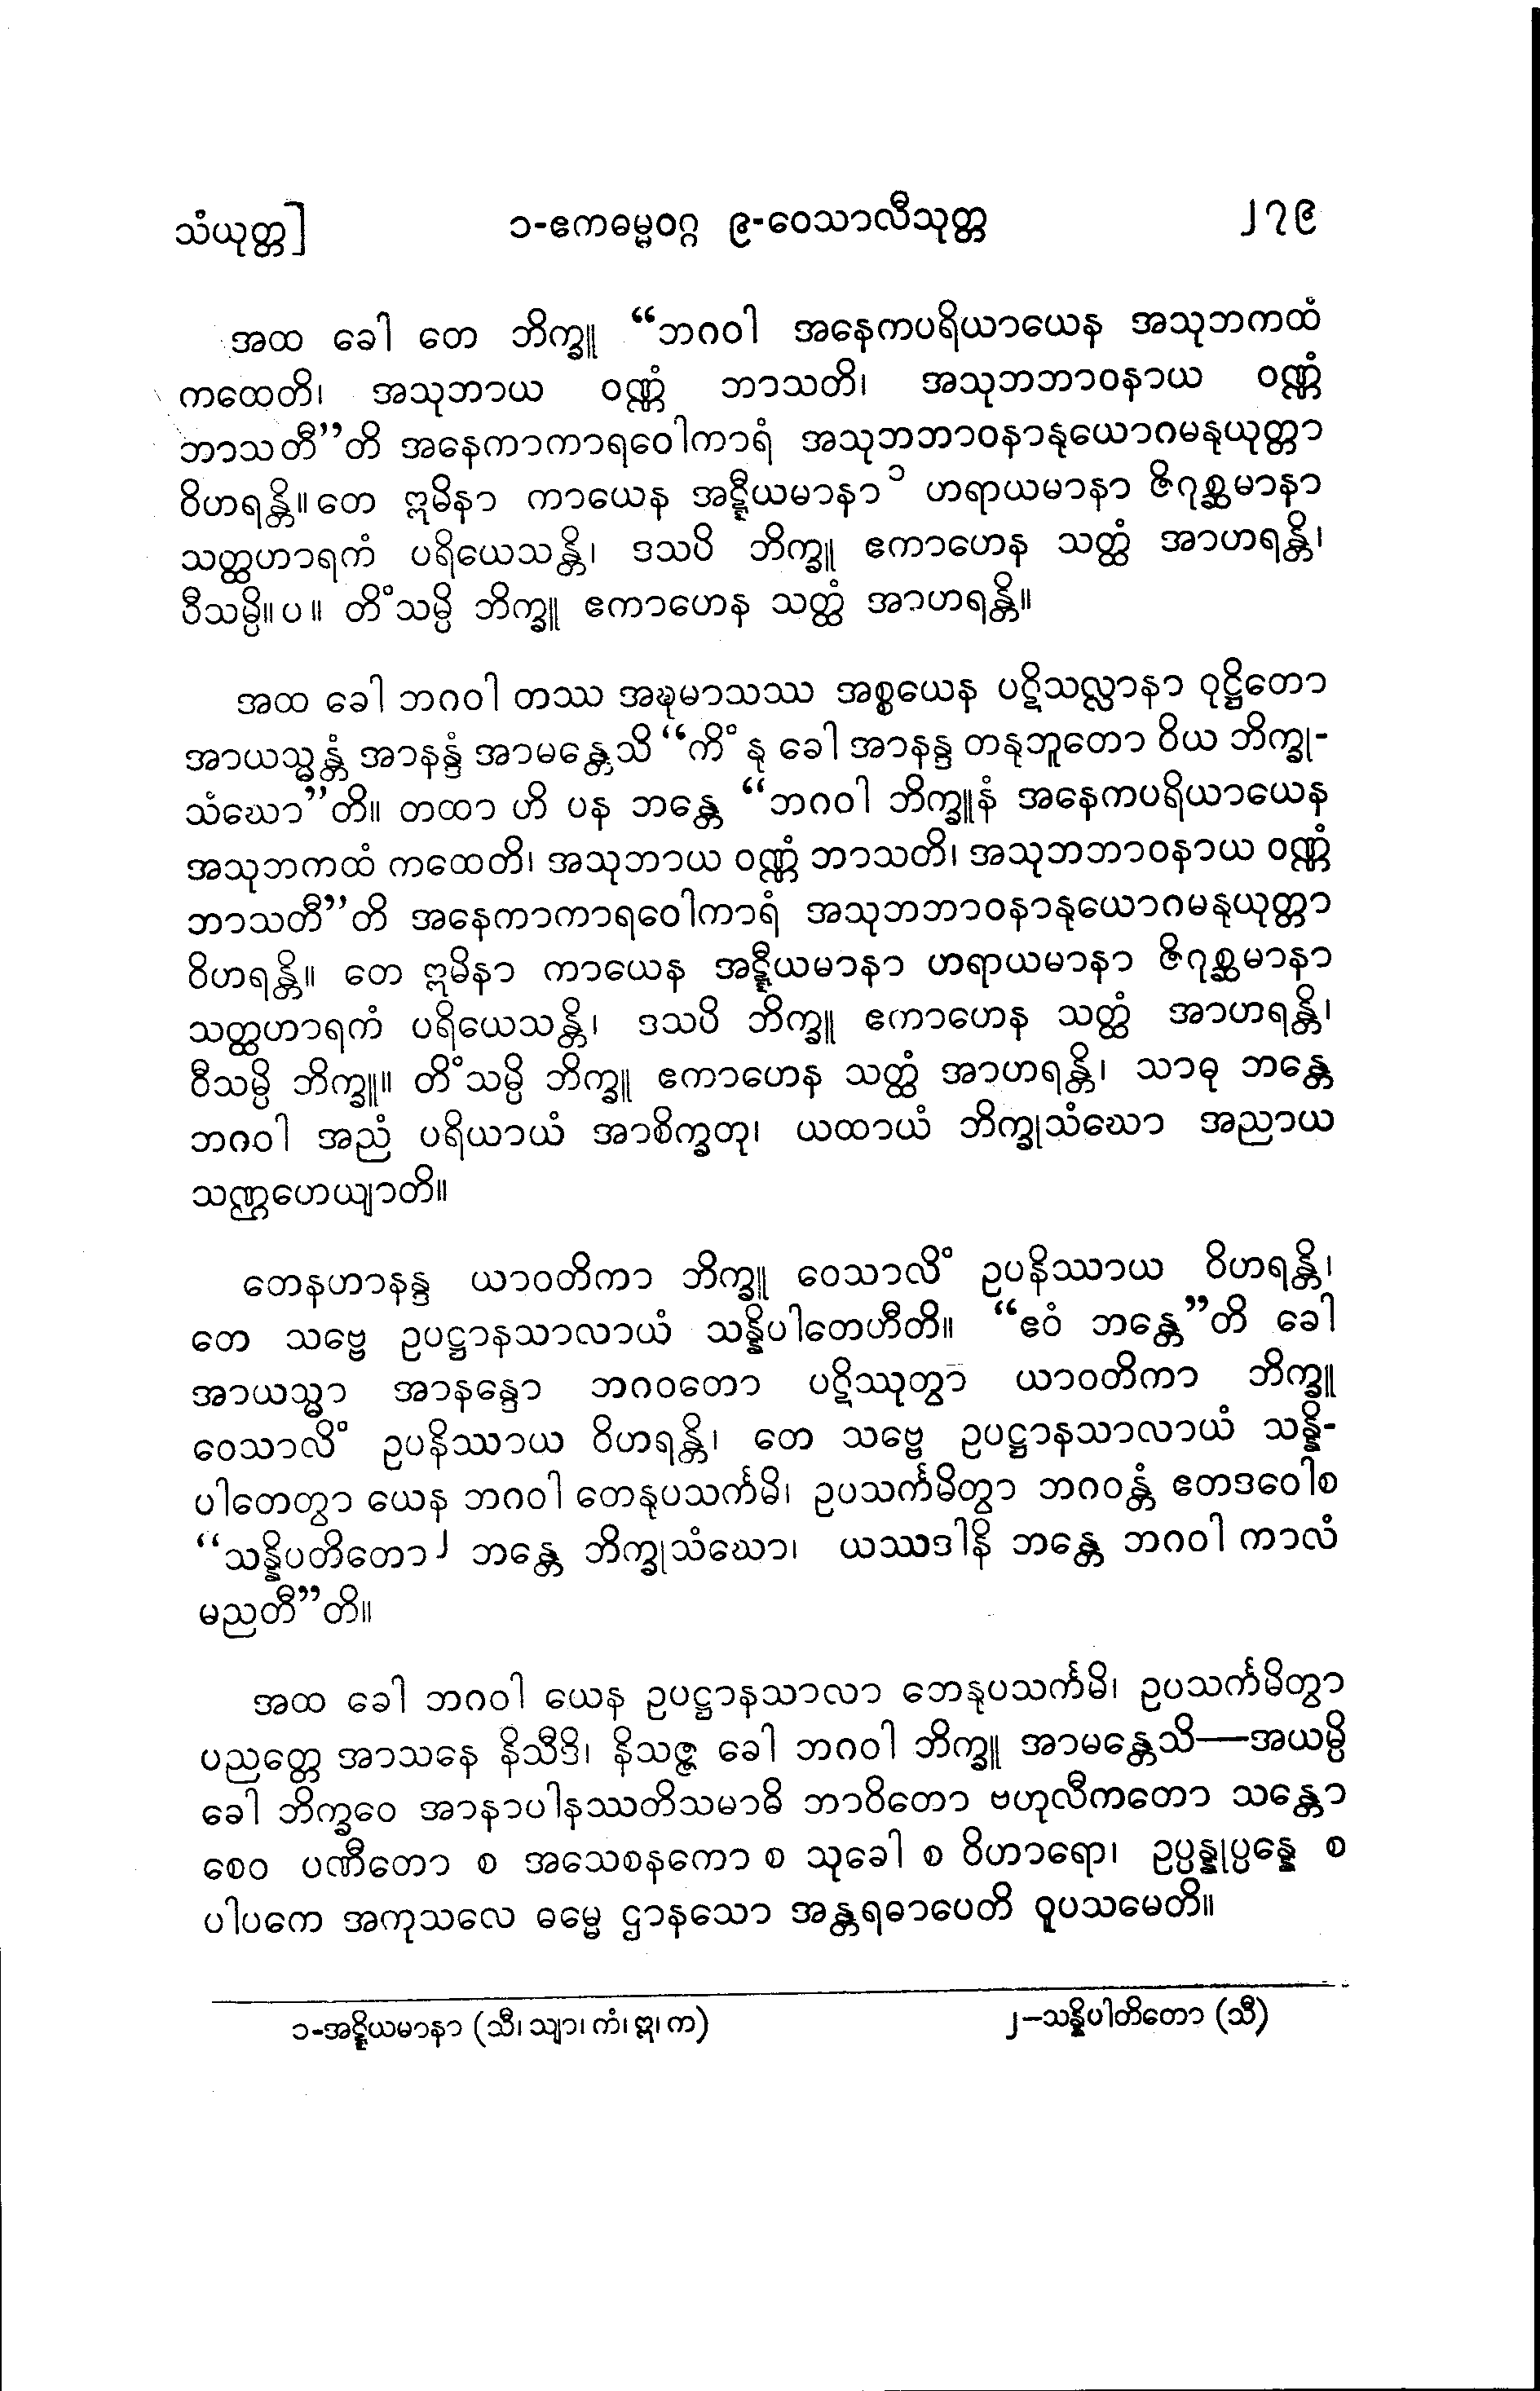 သံယုတ္တ]
၁-ဧကဓမ္မဝဂ္ဂ ၉-ဝေသာလီသုတ္တ
၂၇၉
အထ ခေါ တေ ဘိက္ခူ “ဘဂဝါ အနေကပရိယာယေန အသုဘကထံ
ကထေတိ၊ အသုဘာယ ဝဏ္ဏံ ဘာသတိ၊ အသုဘဘာဝနာယ ဝဏ္ဏံ
ဘာသတီ”တိ အနေကာကာရဝေါကာရံ အသုဘဘာဝနာနုယောဂမနုယုတ္တာ
ဝိဟရန္တိ။ တေ ဣမိနာ ကာယေန အဋ္ဋီယမာနာ၁ ဟရာယမာနာ ဇိဂုစ္ဆမာနာ
သတ္ထဟာရကံ ပရိယေသန္တိ၊ ဒသပိ ဘိက္ခူ ဧကာဟေန သတ္ထံ အာဟရန္တိ၊
ဝီသမ္ပိ။ ပ။ တိံသမ္ပိ ဘိက္ခူ ဧကာဟေန သတ္ထံ အာဟရန္တိ။
အထ ခေါ ဘဂဝါ တဿ အဍ္ဎမာသဿ အစ္စယေန ပဋိသလ္လာနာ ဝုဋ္ဌိတော
အာယသ္မန္တံ အာနန္ဒံ အာမန္တေသိ “ကိံ နု ခေါ အာနန္ဒ တနုဘူတော ဝိယ ဘိက္ခု-
သံဃော”တိ။ တထာ ဟိ ပန ဘန္တေ “ဘဂဝါ ဘိက္ခူနံ အနေကပရိယာယေန
အသုဘကထံ ကထေတိ၊ အသုဘာယ ဝဏ္ဏံ ဘာသတိ၊ အသုဘဘာဝနာယ ဝဏ္ဏံ
ဘာသတီ”တိ အနေကာကာရဝေါကာရံ အသုဘဘာဝနာနုယောဂမနုယုတ္တာ
ဝိဟရန္တိ။ တေ ဣမိနာ ကာယေန အဋ္ဋီယမာနာ ဟရာယမာနာ ဇိဂုစ္ဆမာနာ
သတ္ထဟာရကံ ပရိယေသန္တိ၊ ဒသပိ ဘိက္ခူ ဧကာဟေန သတ္ထံ အာဟရန္တိ၊
ဝီသမ္ပိ ဘိက္ခူ။ တိံသမ္ပိ ဘိက္ခူ ဧကာဟေန သတ္ထံ အာဟရန္တိ၊ သာဓု ဘန္တေ
ဘဂဝါ အညံ ပရိယာယံ အာစိက္ခတု၊ ယထာယံ ဘိက္ခုသံဃော အညာယ
သဏ္ဌဟေယျာတိ။
တေနဟာနန္ဒ ယာဝတိကာ ဘိက္ခူ ဝေသာလိံ ဥပနိဿာယ ဝိဟရန္တိ၊
တေ သဗ္ဗေ ဥပဋ္ဌာနသာလာယံ သန္နိပါတေဟီတိ။ “ဧဝံ ဘန္တေ”တိ ခေါ
အာယသ္မာ အာနန္ဒော ဘဂဝတော ပဋိဿုတွာ ယာဝတိကာ ဘိက္ခူ
ဝေသာလိံ ဥပနိဿာယ ဝိဟရန္တိ၊ တေ သဗ္ဗေ ဥပဋ္ဌာနသာလာယံ သန္နိ-
ပါတေတွာ ယေန ဘဂဝါ တေနုပသင်္ကမိ၊ ဥပသင်္ကမိတွာ ဘဂဝန္တံ ဧတဒဝေါစ
“သန္နိပတိတော၂ ဘန္တေ ဘိက္ခုသံဃော၊ ယဿဒါနိ ဘန္တေ ဘဂဝါ ကာလံ
မညတီ”တိ။
အထ ခေါ ဘဂဝါ ယေန ဥပဋ္ဌာနသာလာ တေနုပသင်္ကမိ၊ ဥပသင်္ကမိတွာ
ပညတ္တေ အာသနေ နိသီဒိ၊ နိသဇ္ဇ ခေါ ဘဂဝါ ဘိက္ခူ အာမန္တေသိ—အယမ္ပိ
ခေါ ဘိက္ခဝေ အာနာပါနဿတိသမာဓိ ဘာဝိတော ဗဟုလီကတော သန္တော
စေဝ ပဏီတော စ အသေစနကော စ သုခေါ စ ဝိဟာရော၊ ဥပ္ပန္နုပ္ပန္နေ စ
ပါပကေ အကုသလေ ဓမ္မေ ဌာနသော အန္တရဓာပေတိ ဝူပသမေတိ။
၁-အဋ္ဋိယမာနာ (သီ၊ သျာ၊ ကံ၊ ဣ၊ က)
၂–သန္နိပါတိတော (သီ)